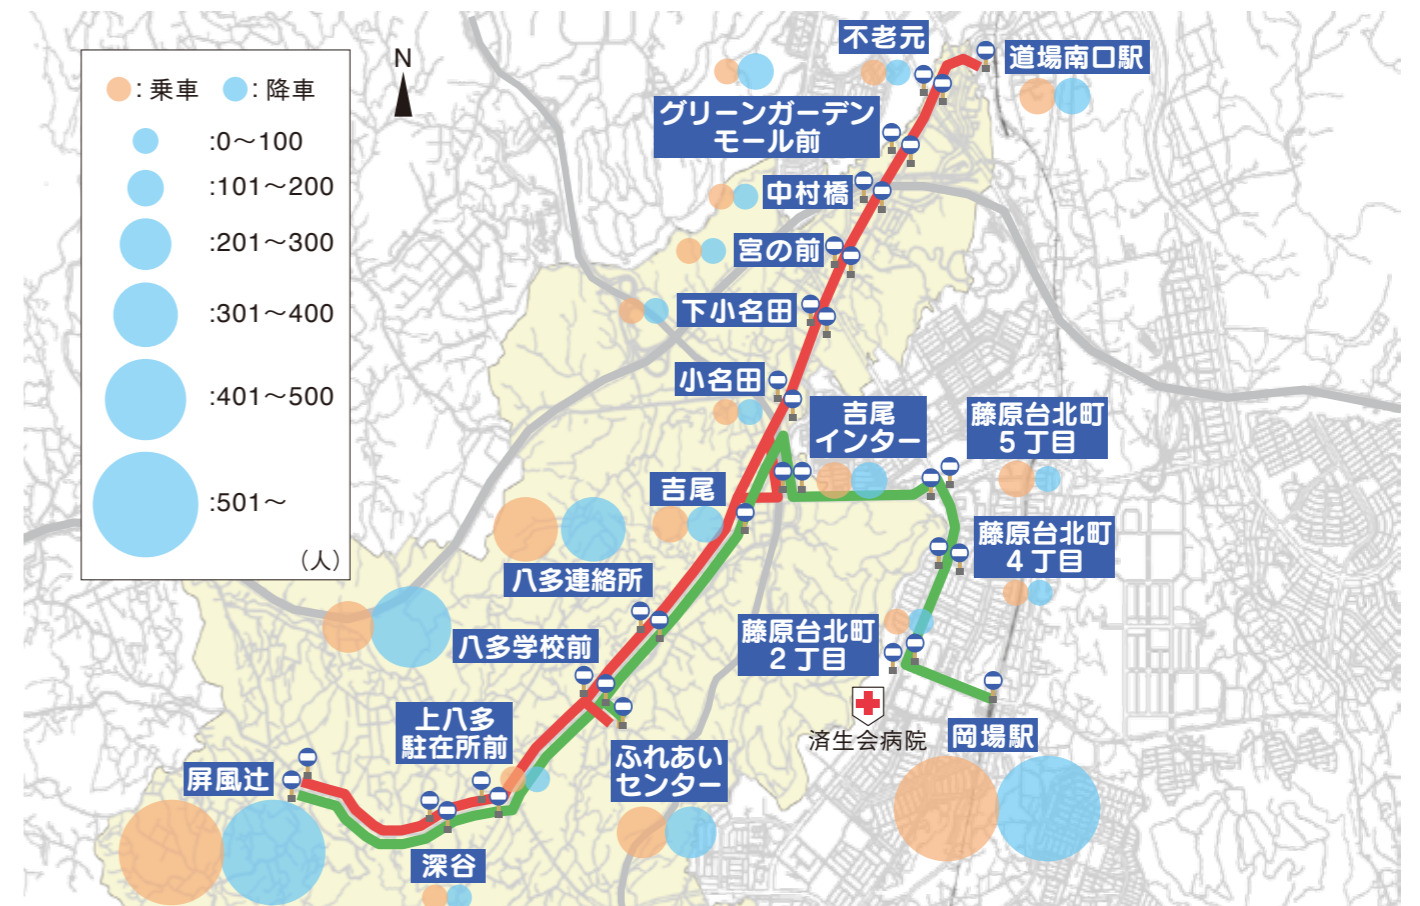 :乗車 :降車
:0～100
:101～200
:201～300
:301～400
:401～500
:501～
(人)
N
不老元
道場南口駅
グリーンガーデン
モール前
中村橋
宮の前
下小名田
小名田
吉尾
インター
藤原台北町
5丁目
吉尾
藤原台北町
4丁目
八多連絡所
藤原台北町
2丁目
八多学校前
上八多
駐在所前
済生会病院
岡場駅
ふれあい
センター
屏風辻
深谷